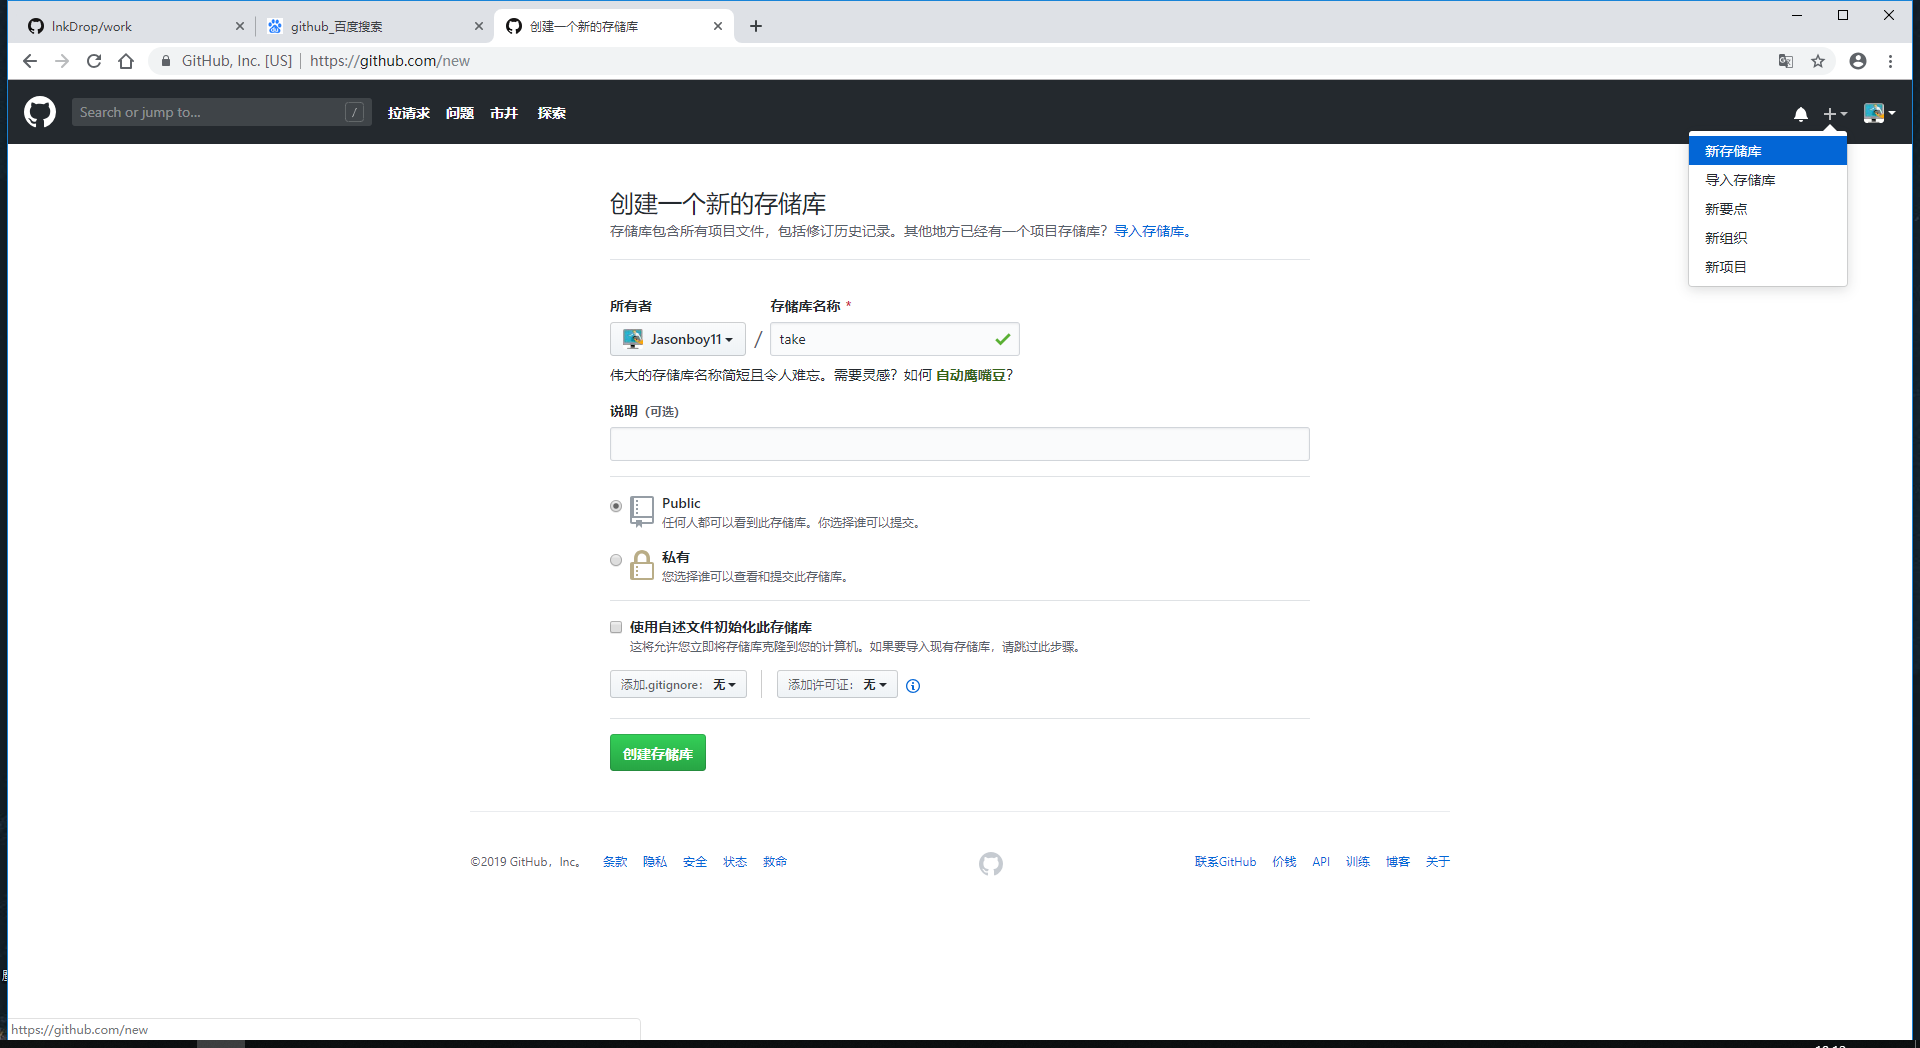 InkDrop/work
github_百度搜索
创建一个新的存储库
GitHub, Inc. [US] | https://github.com/new
Search or jump to...
/
拉请求 问题 市井 探索
新存储库
导入存储库
新要点
新组织
新项目
创建一个新的存储库
存储库包含所有项目文件，包括修订历史记录。其他地方已经有一个项目存储库？导入存储库。
所有者 存储库名称 *
Jasonboy11 / take
伟大的存储库名称简短且令人难忘。需要灵感？如何 自动鹰嘴豆？
说明 (可选)
Public
任何人都可以看到此存储库。你选择谁可以提交。
私有
您选择谁可以查看和提交此存储库。
使用自述文件初始化此存储库
这将允许您立即将存储库克隆到您的计算机。如果要导入现有存储库，请跳过此步骤。
添加.gitignore： 无 添加许可证： 无
创建存储库
©2019 GitHub，Inc。 条款 隐私 安全 状态 救命 联系GitHub 价钱 API 训练 博客 关于
https://github.com/new